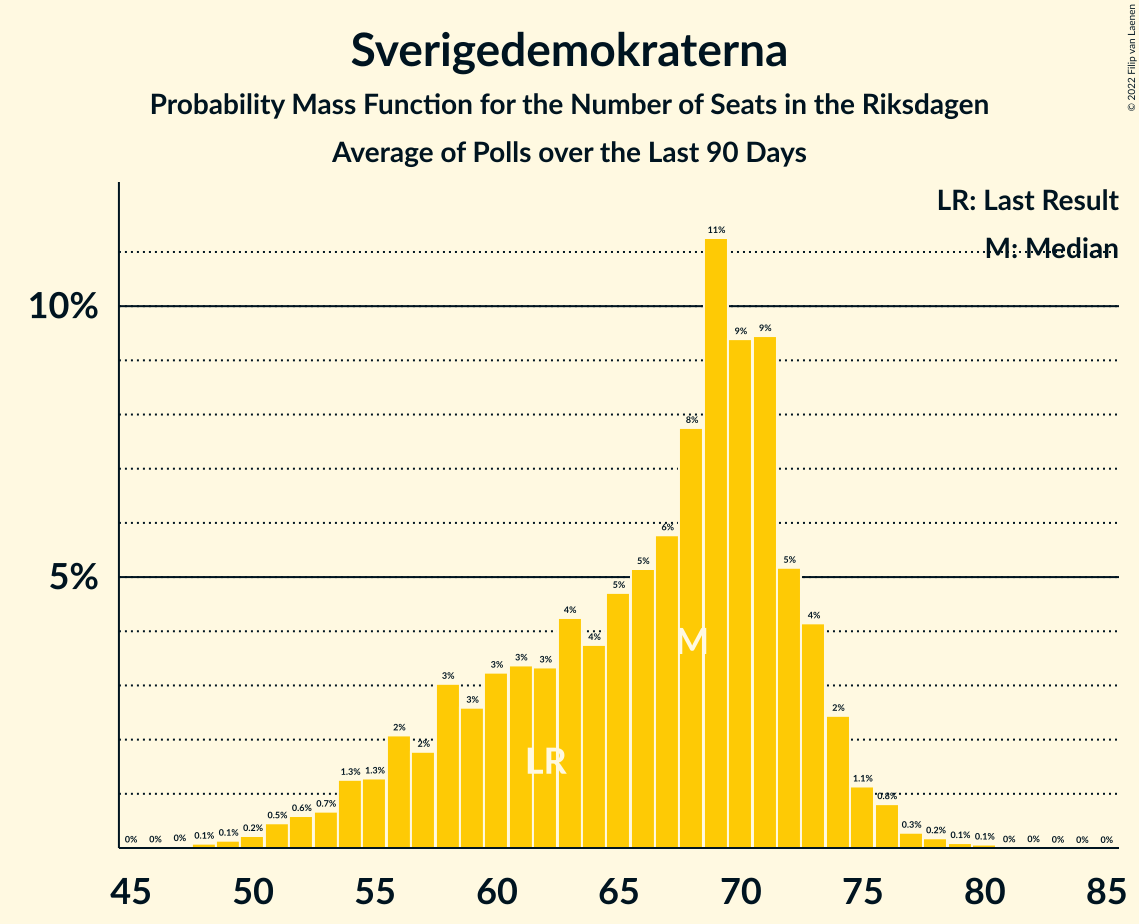 © 2022 Filip van Laenen
Sverigedemokraterna
Probability Mass Function for the Number of Seats in the Riksdagen
Average of Polls over the Last 90 Days
LR: Last Result
M: Median
10%
5%
0% 0% 0% 0.1% 0.1% 0.2% 0.5% 0.6% 0.7% 1.3% 1.3% 2% 2% 3% 3% 3% 3% 3% 4% 4% 5% 5% 6% 8% 11% 9% 9% 5% 4% 2% 1.1% 0.8% 0.3% 0.2% 0.1% 0.1% 0% 0% 0% 0% 0%
M
LR
45 50 55 60 65 70 75 80 85